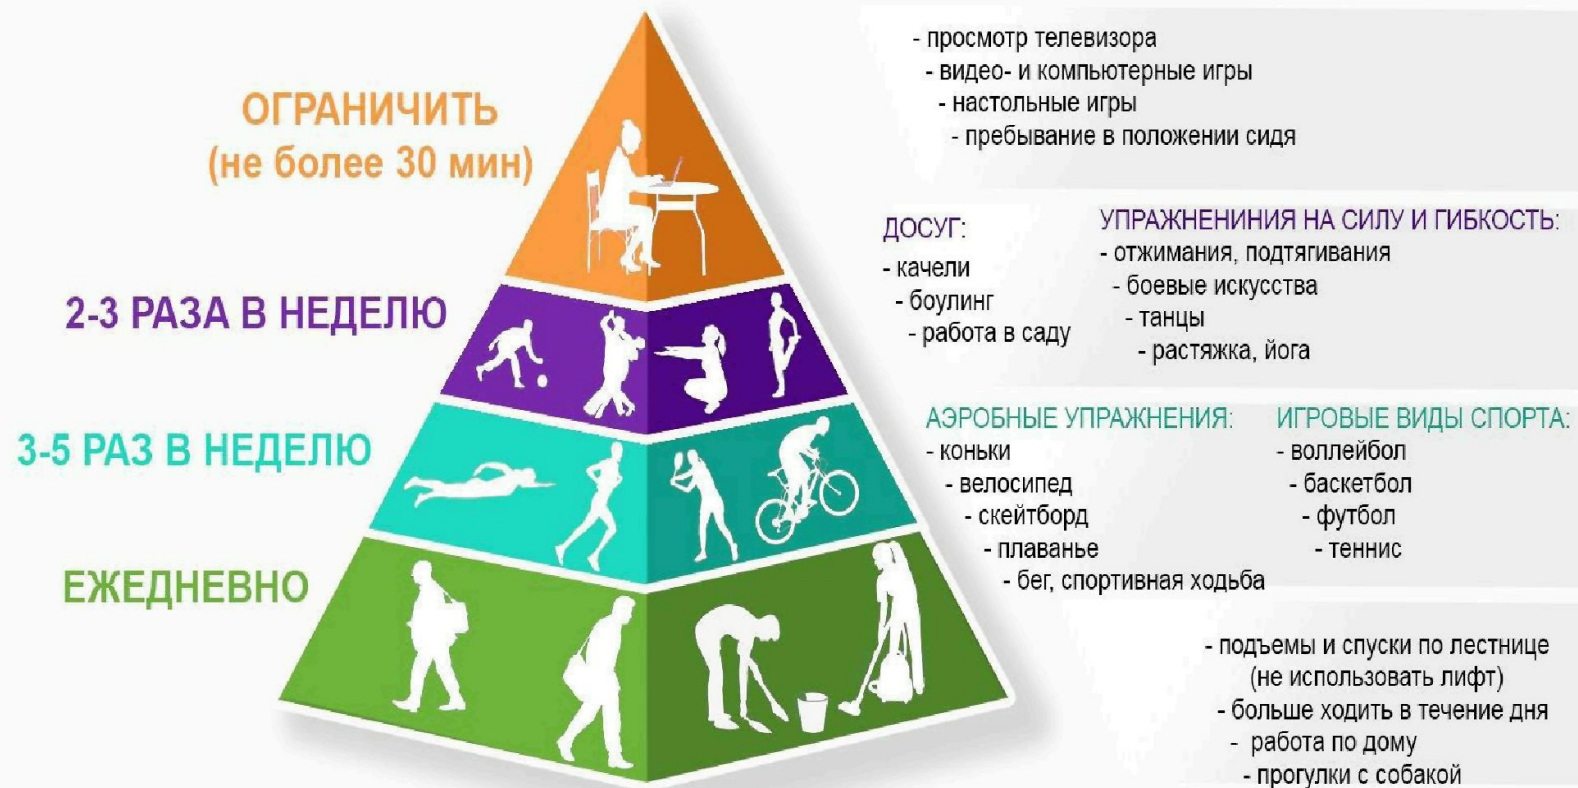 ОГРАНИЧИТЬ
(не более 30 мин)
- просмотр телевизора
- видео- и компьютерные игры
- настольные игры
- пребывание в положении сидя
2-3 РАЗА В НЕДЕЛЮ
ДОСУГ:
- качели
- боулинг
- работа в саду
УПРАЖНЕНИНИЯ НА СИЛУ И ГИБКОСТЬ:
- отжимания, подтягивания
- боевые искусства
- танцы
- растяжка, йога
3-5 РАЗ В НЕДЕЛЮ
АЭРОБНЫЕ УПРАЖНЕНИЯ:
- коньки
- велосипед
- скейтборд
- плаванье
- бег, спортивная ходьба
ИГРОВЫЕ ВИДЫ СПОРТА:
- воллейбол
- баскетбол
- футбол
- теннис
ЕЖЕДНЕВНО
- подъемы и спуски по лестнице
(не использовать лифт)
- больше ходить в течение дня
- работа по дому
- прогулки с собакой